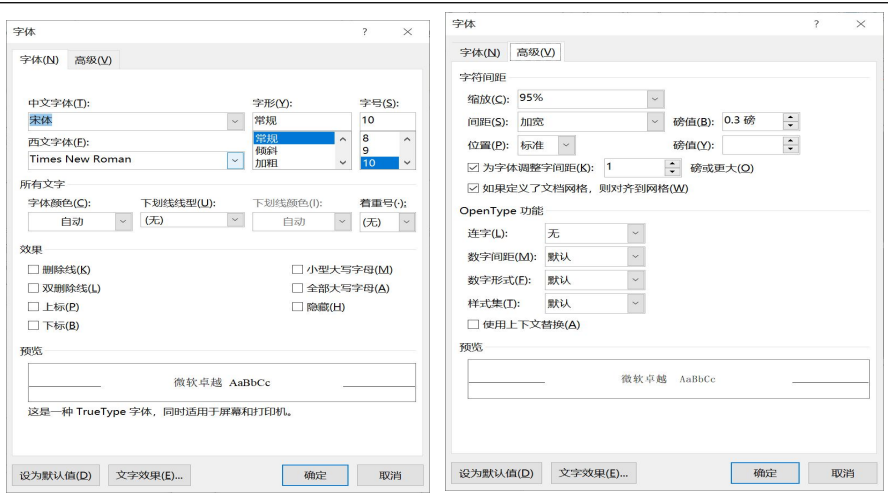 字体 ? ×
字体(N) 高级(V)
中文字体(T): 字形(Y): 字号(S):
宋体 常规 10
常规 8
西文字体(F): 倾斜 9
Times New Roman 加粗 10
所有文字
字体颜色(C): 下划线线型(U): 下划线颜色(I): 着重号(·):
自动 (无) 自动 (无)
效果
删除线(K) 小型大写字母(M)
双删除线(L) 全部大写字母(A)
上标(P) 隐藏(H)
下标(B)
预览
微软卓越 AaBbCc
这是一种 TrueType 字体，同时适用于屏幕和打印机。
设为默认值(D) 文字效果(E)... 确定 取消
字体 ? ×
字体(N) 高级(V)
字符间距
缩放(C): 95%
间距(S): 加宽 磅值(B): 0.3 磅
位置(P): 标准 磅值(Y):
为字体调整字间距(K): 1 磅或更大(O)
如果定义了文档网格，则对齐到网格(W)
OpenType 功能
连字(L): 无
数字间距(M): 默认
数字形式(F): 默认
样式集(T): 默认
使用上下文替换(A)
预览
微软卓越 AaBbCc
设为默认值(D) 文字效果(E)... 确定 取消